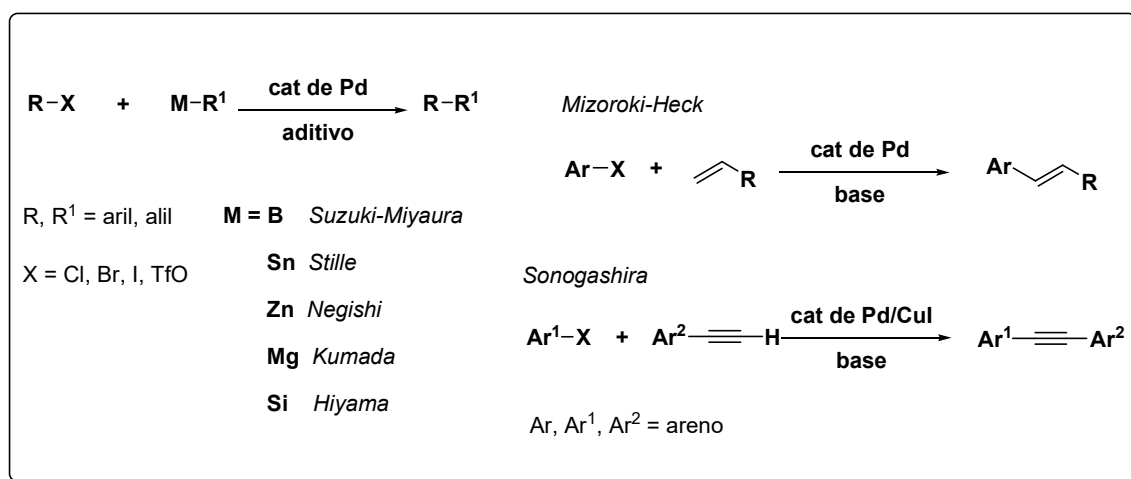 R–X + M–R¹ cat de Pd R–R¹
aditivo
R, R¹ = aril, alil
X = Cl, Br, I, TfO
M = B Suzuki-Miyaura
Sn Stille
Zn Negishi
Mg Kumada
Si Hiyama
Mizoroki-Heck
Ar–X + R cat de Pd Ar R
base
Sonogashira
Ar¹–X + Ar² H cat de Pd/CuI Ar¹ Ar²
base
Ar, Ar¹, Ar² = areno